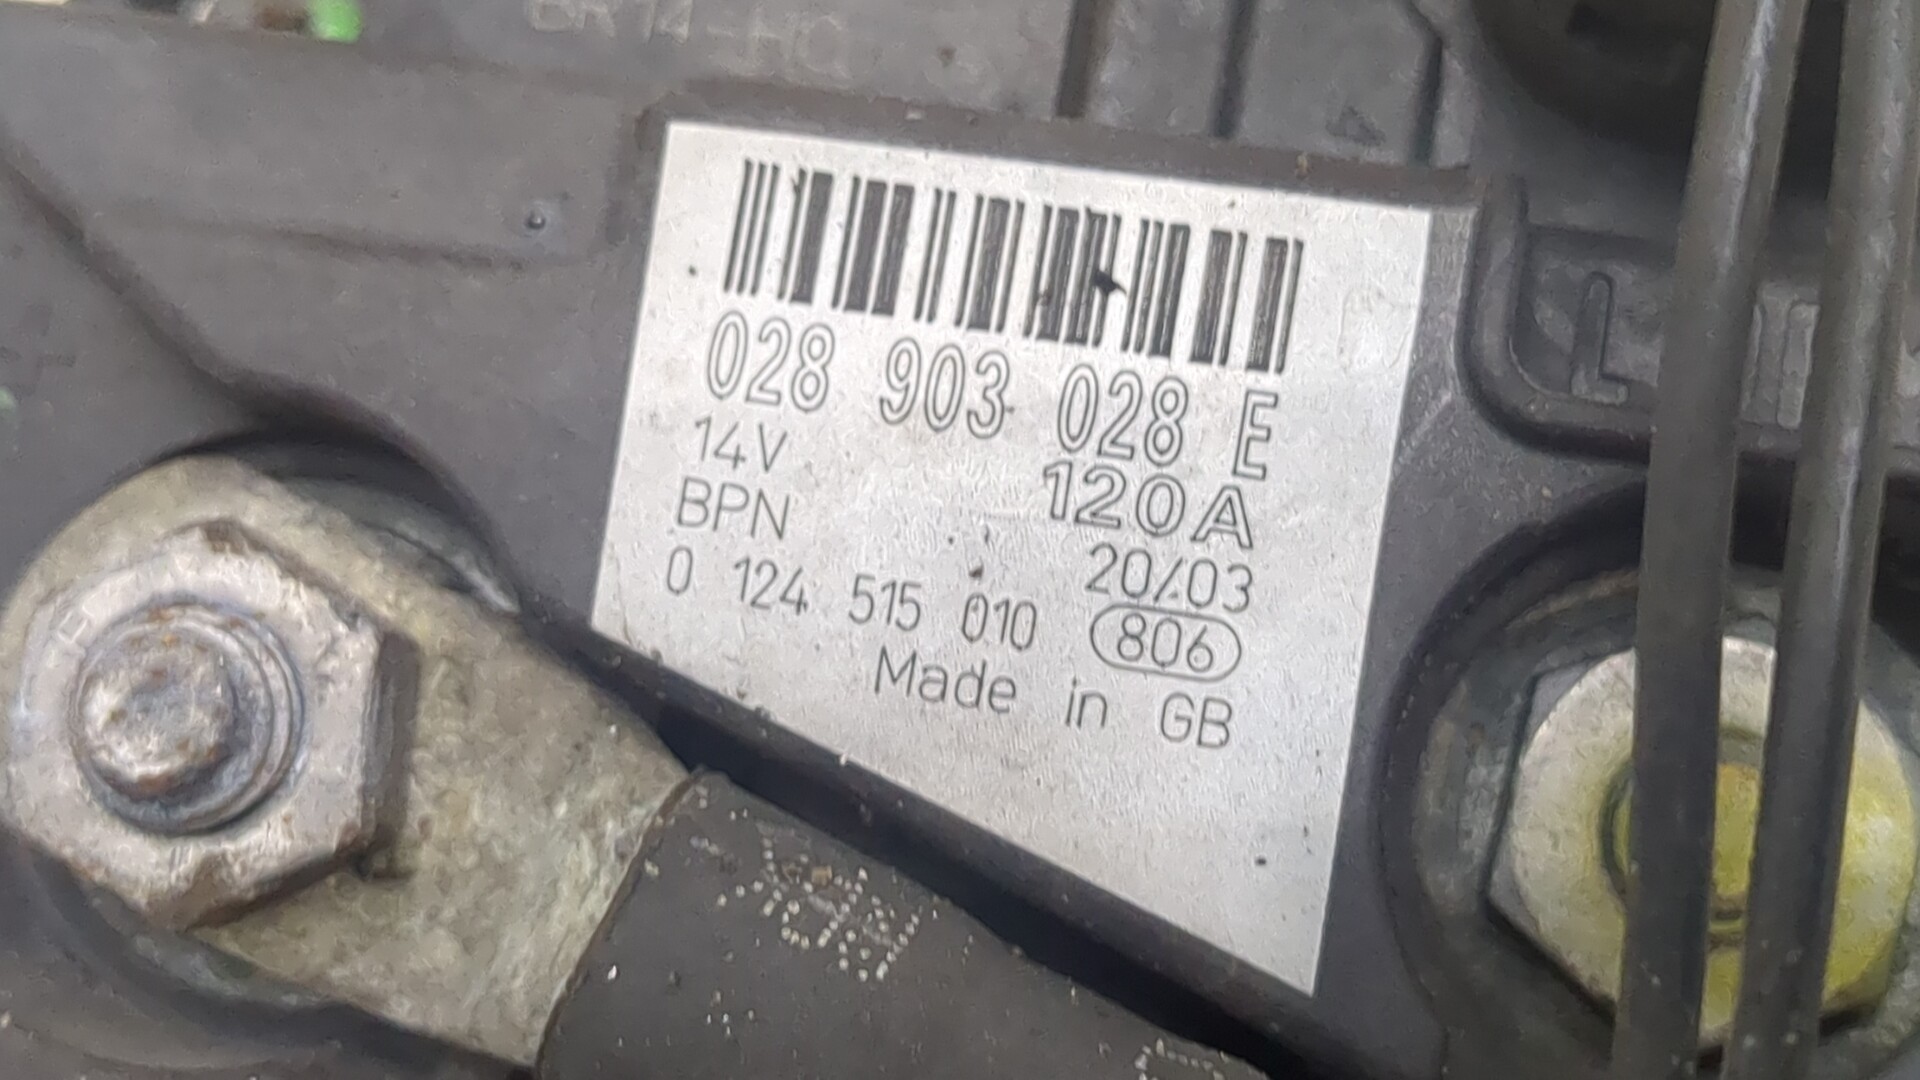 028 903 028 E
14V 120A
BPN 20/03
0 124 515 010 806
Made in GB